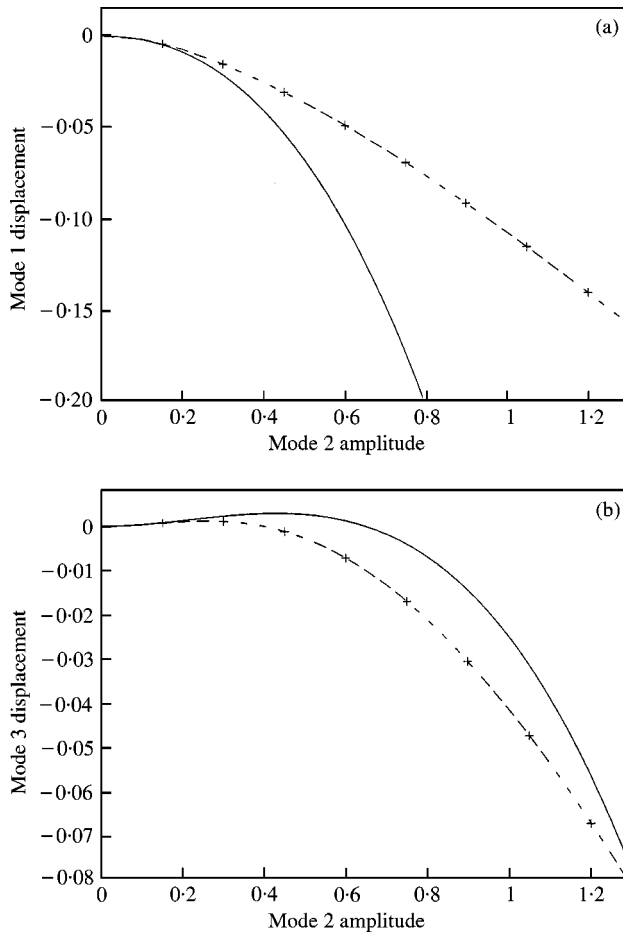 (a)
0
−0·05
−0·10
−0·15
−0·20
Mode 1 displacement
0 0·2 0·4 0·6 0·8 1 1·2
Mode 2 amplitude
(b)
0
−0·01
−0·02
−0·03
−0·04
−0·05
−0·06
−0·07
−0·08
Mode 3 displacement
0 0·2 0·4 0·6 0·8 1 1·2
Mode 2 amplitude